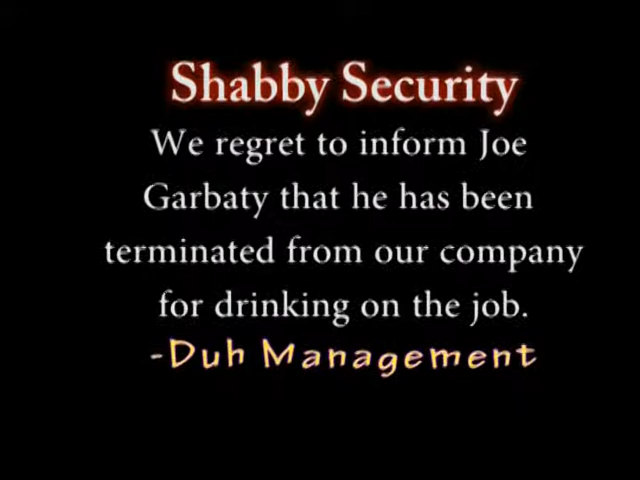 Shabby Security
We regret to inform Joe
Garbaty that he has been
terminated from our company
for drinking on the job.
-Duh Management